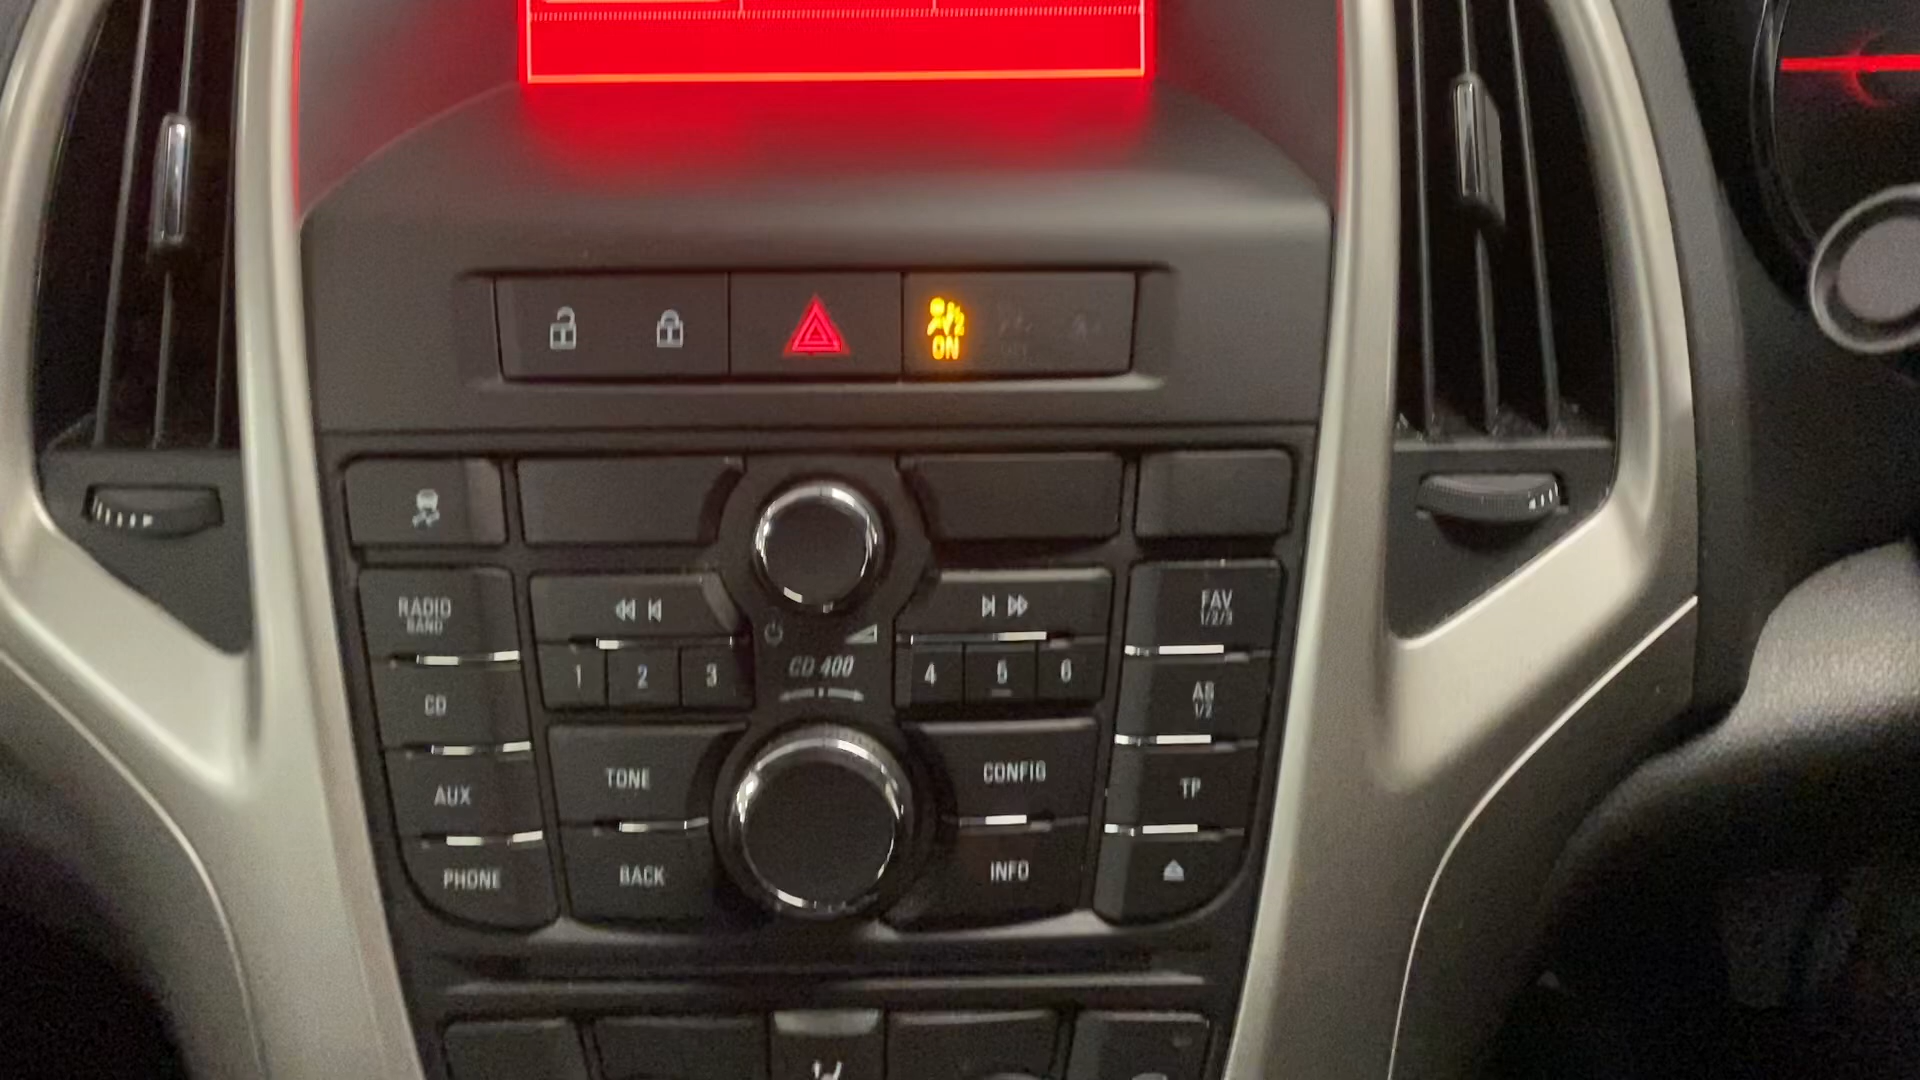 2
ON
RADIO
BAND
CD
AUX
PHONE
1
2
3
TONE
BACK
CD 400
4
5
6
CONFIG
INFO
FAV
1/2/3
AS
1/2
TP